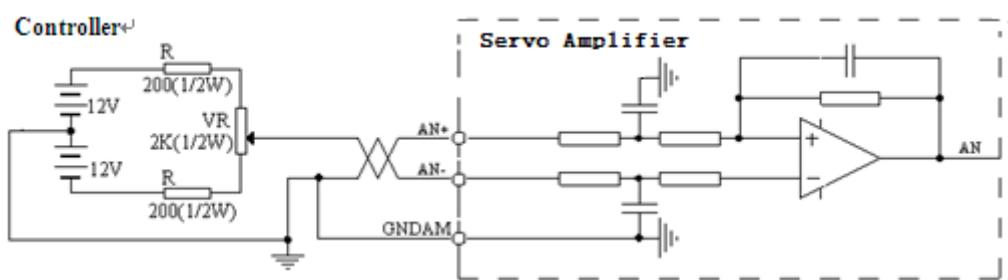 Controller↵
Servo Amplifier
R
200(1/2W)
12V
VR
2K(1/2W)
12V
R
200(1/2W)
AN+
AN-
GNDAM
+
−
AN